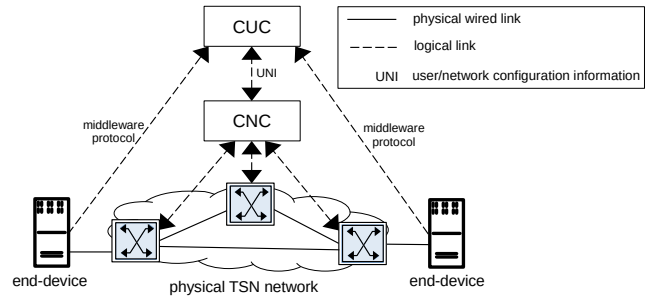 CUC
physical wired link
logical link
UNI user/network configuration information
UNI
CNC
middleware
protocol
middleware
protocol
end-device
physical TSN network
end-device